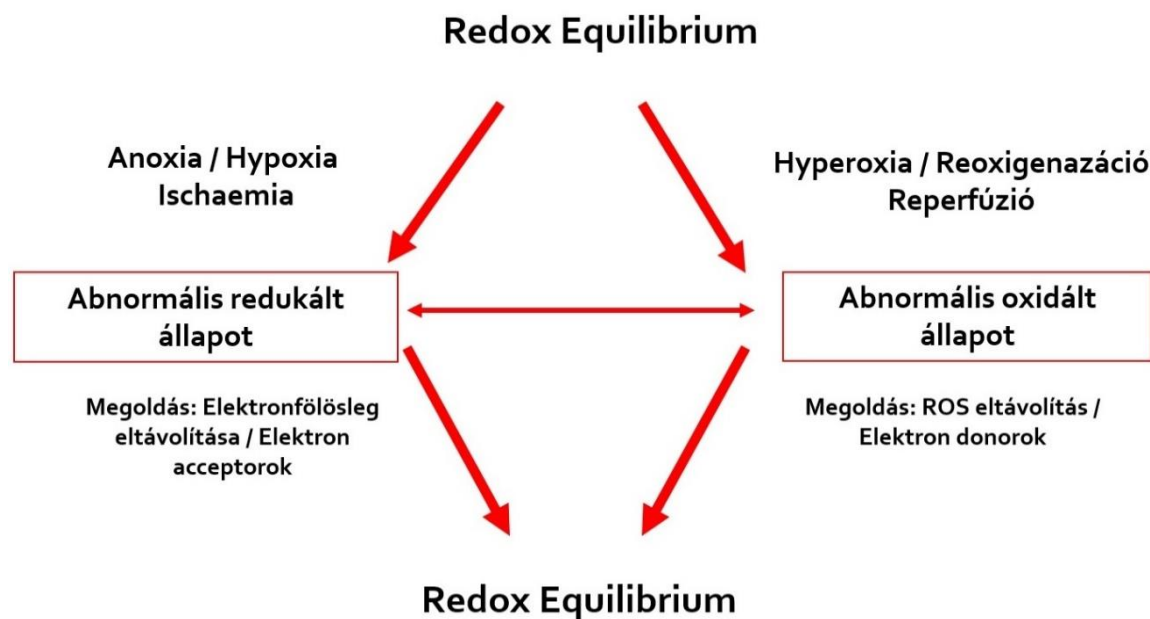 Redox Equilibrium
Anoxia / Hypoxia
Ischaemia
Hyperoxia / Reoxigenazáció
Reperfúzió
Abnormális redukált
állapot
Abnormális oxidált
állapot
Megoldás: Elektronfölösleg
eltávolítása / Elektron
acceptorok
Megoldás: ROS eltávolítás /
Elektron donorok
Redox Equilibrium